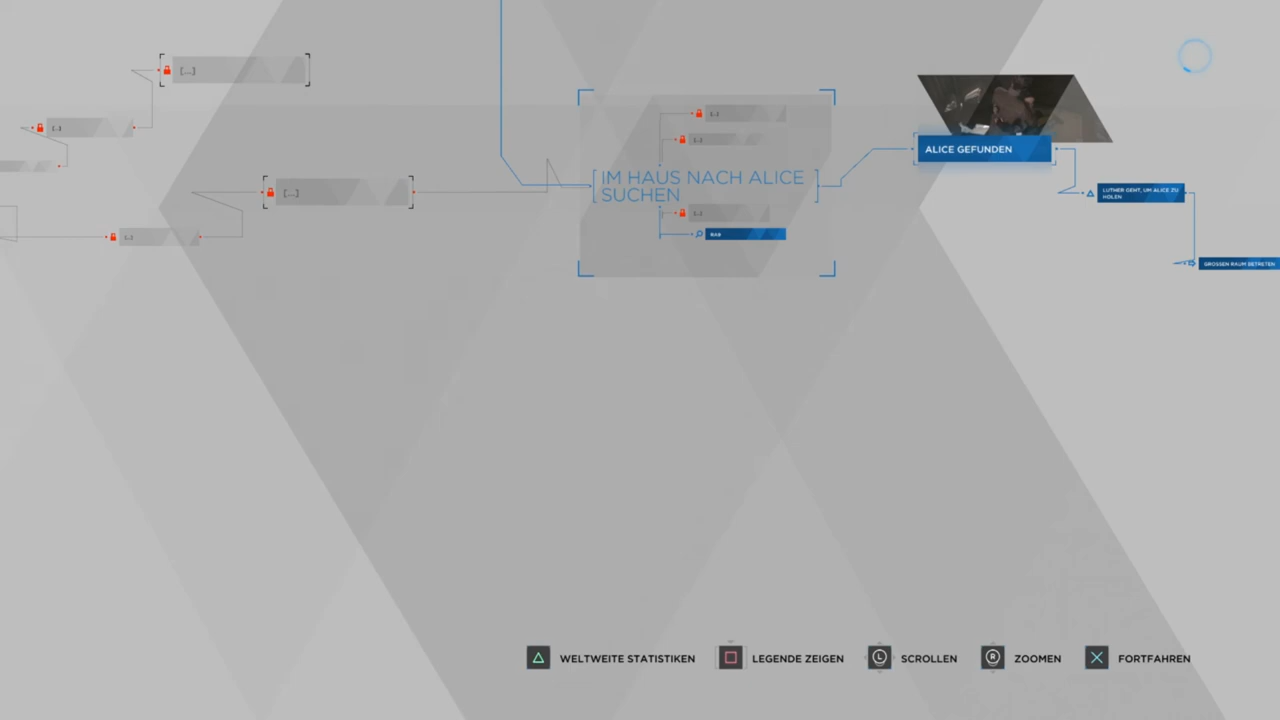 [...]
[...]
[...]
[...]
[...]
[...]
IM HAUS NACH ALICE
SUCHEN
[...]
BAD
ALICE GEFUNDEN
LUTHER GEHT, UM ALICE ZU
HOLEN
GROSSEN RAUM BETRETEN
WELTWEITE STATISTIKEN
LEGENDE ZEIGEN
L
SCROLLEN
R
ZOOMEN
FORTFAHREN